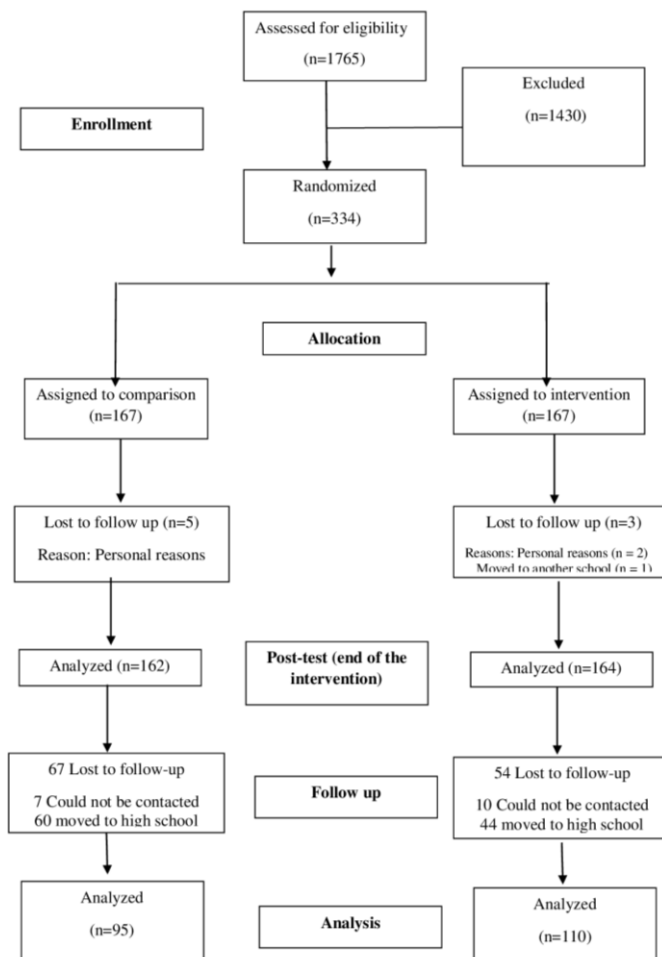 Assessed for eligibility
(n=1765)
Excluded
(n=1430)
Enrollment
Randomized
(n=334)
Allocation
Assigned to comparison
(n=167)
Assigned to intervention
(n=167)
Lost to follow up (n=5)
Reason: Personal reasons
Lost to follow up (n=3)
Reasons: Personal reasons (n = 2)
Moved to another school (n = 1)
Analyzed (n=162)
Post-test (end of the
intervention)
Analyzed (n=164)
67 Lost to follow-up
7 Could not be contacted
60 moved to high school
Follow up
54 Lost to follow-up
10 Could not be contacted
44 moved to high school
Analyzed
(n=95)
Analysis
Analyzed
(n=110)